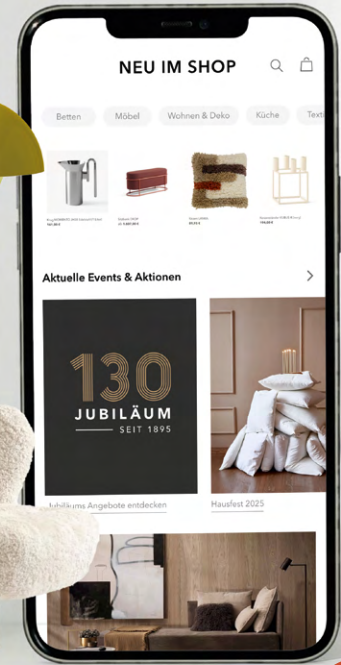 NEU IM SHOP
Betten Möbel Wohnen & Deko Küche Texti
Aktuelle Events & Aktionen
130
JUBILÄUM
SEIT 1895
Jubiläums Angebote entdecken Hausfest 2025